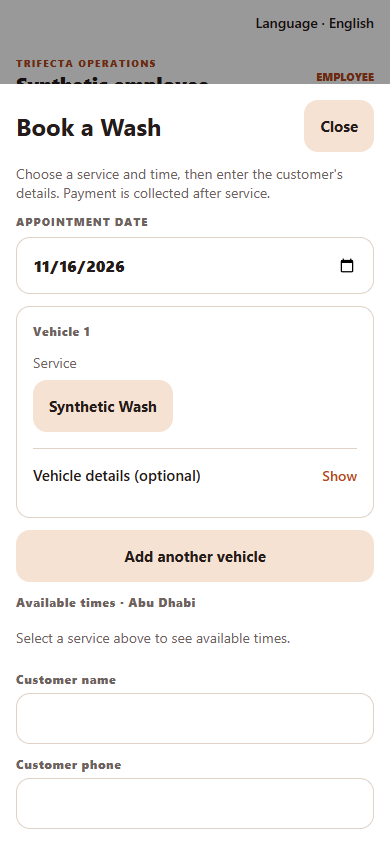 Language · English
TRIFECTA OPERATIONS
Synthetic employee
EMPLOYEE
Book a Wash
Close
Choose a service and time, then enter the customer's
details. Payment is collected after service.
APPOINTMENT DATE
11/16/2026
Vehicle 1
Service
Synthetic Wash
Vehicle details (optional)
Show
Add another vehicle
Available times · Abu Dhabi
Select a service above to see available times.
Customer name
Customer phone